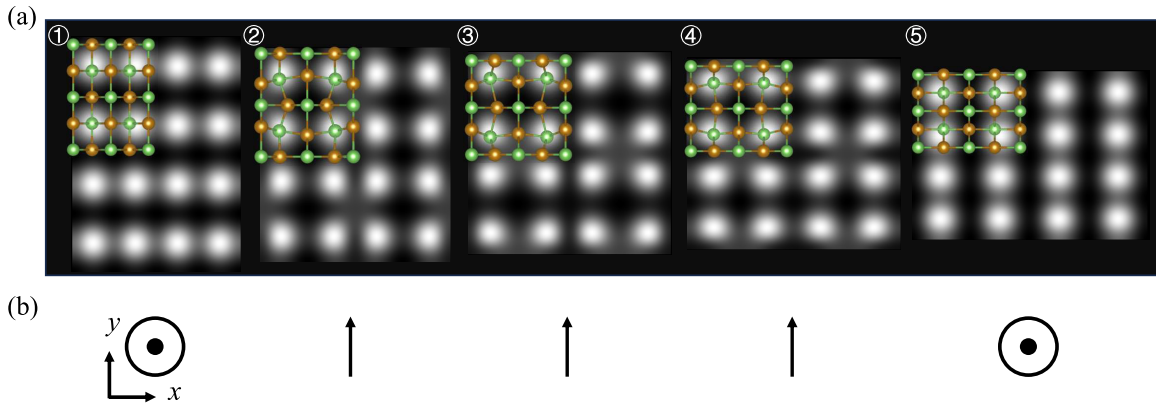 (a)
① ② ③ ④ ⑤
(b)
y
x